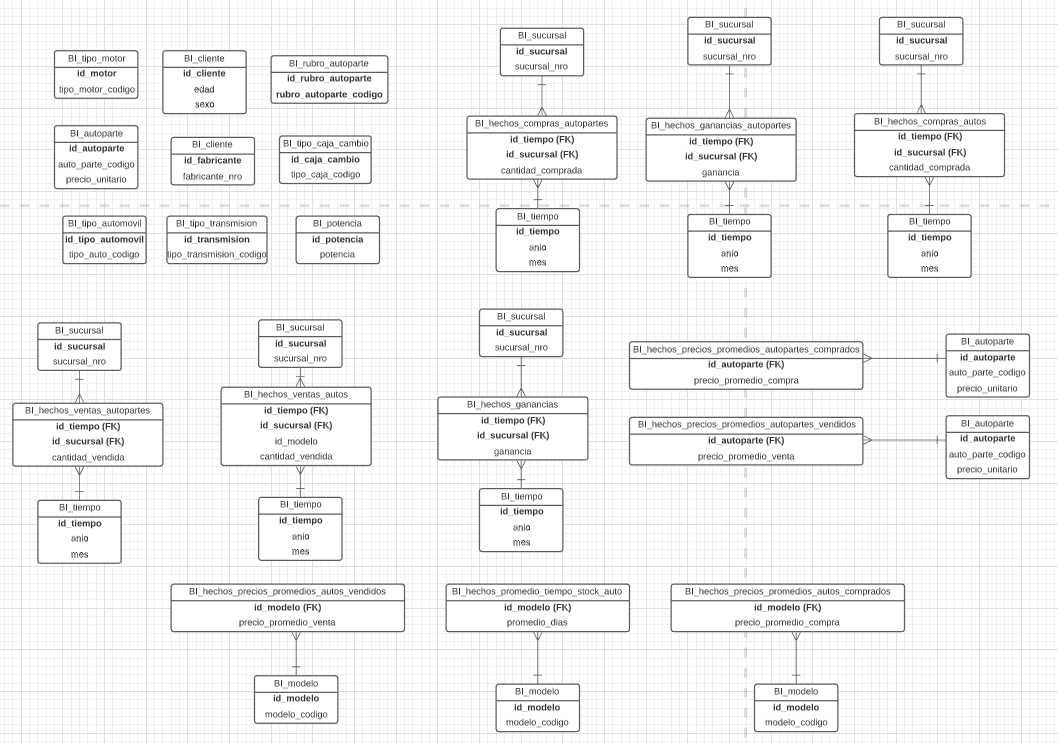 BI_tipo_motor
id_motor
tipo_motor_codigo
BI_cliente
id_cliente
edad
sexo
BI_rubro_autoparte
id_rubro_autoparte
rubro_autoparte_codigo
BI_autoparte
id_autoparte
auto_parte_codigo
precio_unitario
BI_cliente
id_fabricante
fabricante_nro
BI_tipo_caja_cambio
id_caja_cambio
tipo_caja_codigo
BI_tipo_automovil
id_tipo_automovil
tipo_auto_codigo
BI_tipo_transmision
id_transmision
tipo_transmision_codigo
BI_potencia
id_potencia
potencia
BI_sucursal
id_sucursal
sucursal_nro
BI_hechos_compras_autopartes
id_tiempo (FK)
id_sucursal (FK)
cantidad_comprada
BI_tiempo
id_tiempo
anio
mes
BI_sucursal
id_sucursal
sucursal_nro
BI_hechos_ganancias_autopartes
id_tiempo (FK)
id_sucursal (FK)
ganancia
BI_tiempo
id_tiempo
anio
mes
BI_sucursal
id_sucursal
sucursal_nro
BI_hechos_compras_autos
id_tiempo (FK)
id_sucursal (FK)
cantidad_comprada
BI_tiempo
id_tiempo
anio
mes
BI_sucursal
id_sucursal
sucursal_nro
BI_hechos_ventas_autopartes
id_tiempo (FK)
id_sucursal (FK)
cantidad_vendida
BI_tiempo
id_tiempo
anio
mes
BI_sucursal
id_sucursal
sucursal_nro
BI_hechos_ventas_autos
id_tiempo (FK)
id_sucursal (FK)
id_modelo
cantidad_vendida
BI_tiempo
id_tiempo
anio
mes
BI_sucursal
id_sucursal
sucursal_nro
BI_hechos_ganancias
id_tiempo (FK)
id_sucursal (FK)
ganancia
BI_tiempo
id_tiempo
anio
mes
BI_hechos_precios_promedios_autopartes_comprados
id_autoparte (FK)
precio_promedio_compra
BI_autoparte
id_autoparte
auto_parte_codigo
precio_unitario
BI_hechos_precios_promedios_autopartes_vendidos
id_autoparte (FK)
precio_promedio_venta
BI_autoparte
id_autoparte
auto_parte_codigo
precio_unitario
BI_hechos_precios_promedios_autos_vendidos
id_modelo (FK)
precio_promedio_venta
BI_modelo
id_modelo
modelo_codigo
BI_hechos_promedio_tiempo_stock_auto
id_modelo (FK)
promedio_dias
BI_modelo
id_modelo
modelo_codigo
BI_hechos_precios_promedios_autos_comprados
id_modelo (FK)
precio_promedio_compra
BI_modelo
id_modelo
modelo_codigo